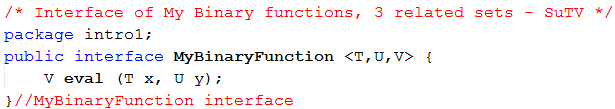 /* Interface of My Binary functions, 3 related sets - SuTV */
package intro1;
public interface MyBinaryFunction <T,U,V> {
    V eval (T x, U y);
}//MyBinaryFunction interface